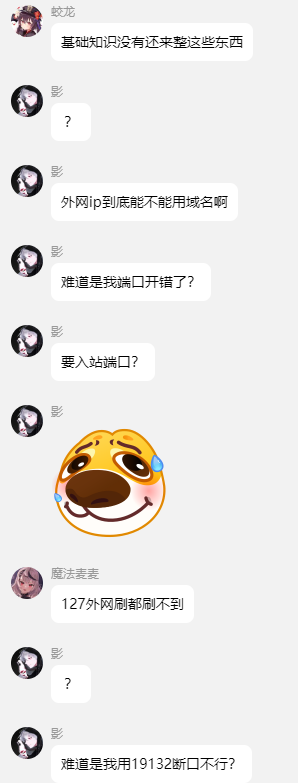 蛟龙
基础知识没有还来整这些东西
影
？
影
外网ip到底能不能用域名啊
影
难道是我端口开错了？
影
要入站端口？
影
魔法麦麦
127外网刷都刷不到
影
？
影
难道是我用19132断口不行？